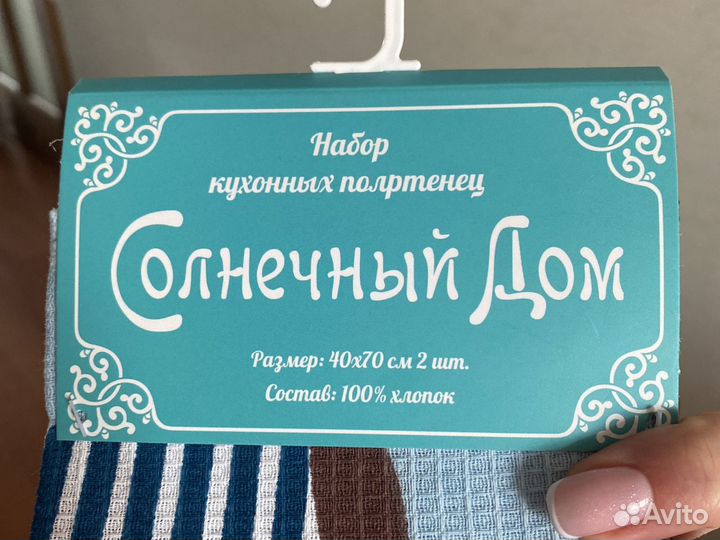 Набор
кухонных полртенец
Солнечный Дом
Размер: 40х70 см 2 шт.
Состав: 100% хлопок
Avito